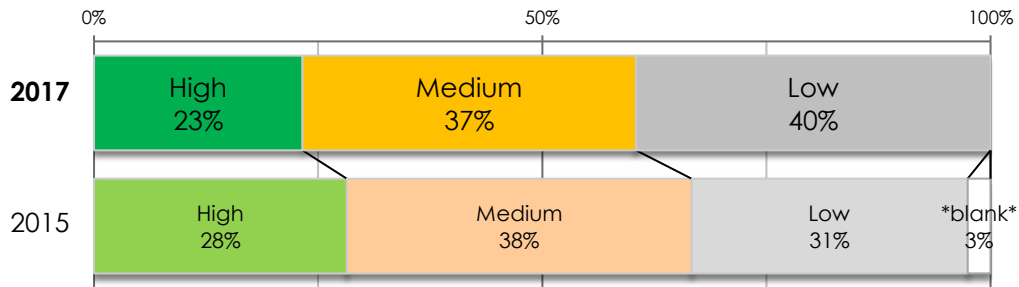 0% 50% 100%
2017
High Medium Low
23% 37% 40%
2015
High Medium Low *blank*
28% 38% 31% 3%